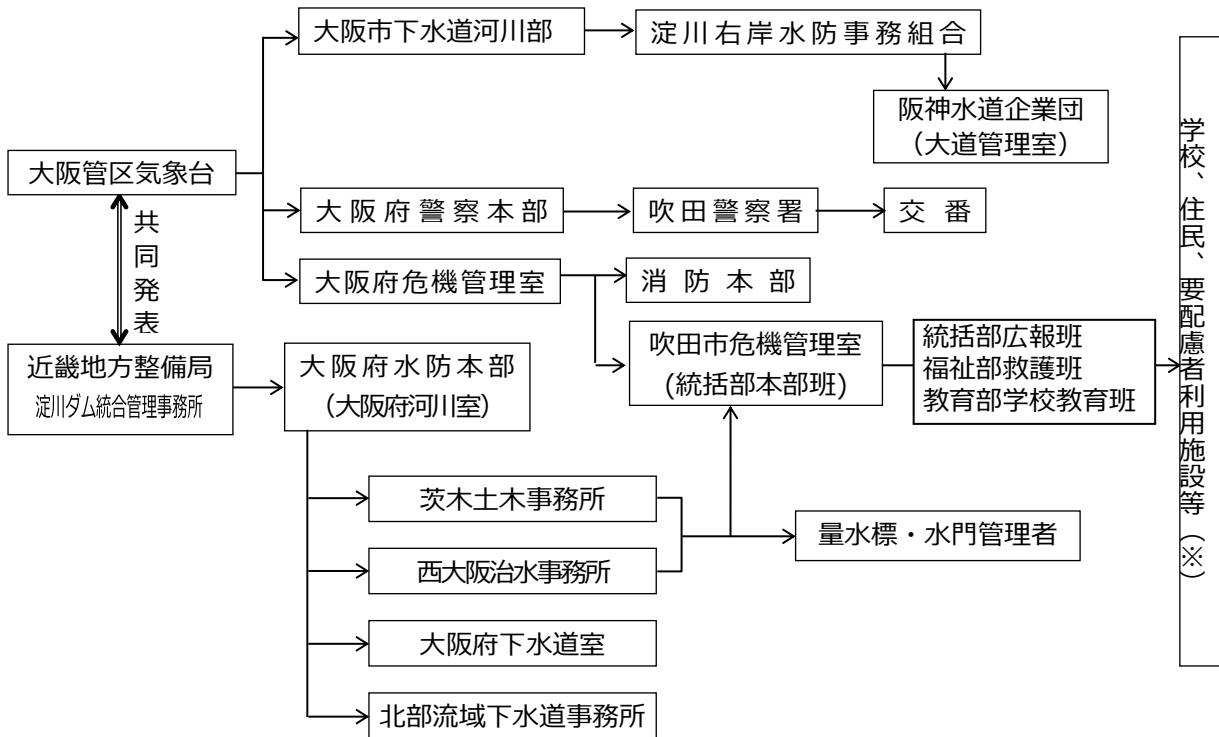 大阪市下水道河川部
淀川右岸水防事務組合
阪神水道企業団
（大道管理室）
大阪管区気象台
大阪府警察本部
吹田警察署
交番
共同発表
大阪府危機管理室
消防本部
近畿地方整備局
淀川ダム統合管理事務所
大阪府水防本部
（大阪府河川室）
吹田市危機管理室
(統括部本部班)
統括部広報班
福祉部救護班
教育部学校教育班
学校、住民、要配慮者利用施設等（※）
茨木土木事務所
量水標・水門管理者
西大阪治水事務所
大阪府下水道室
北部流域下水道事務所